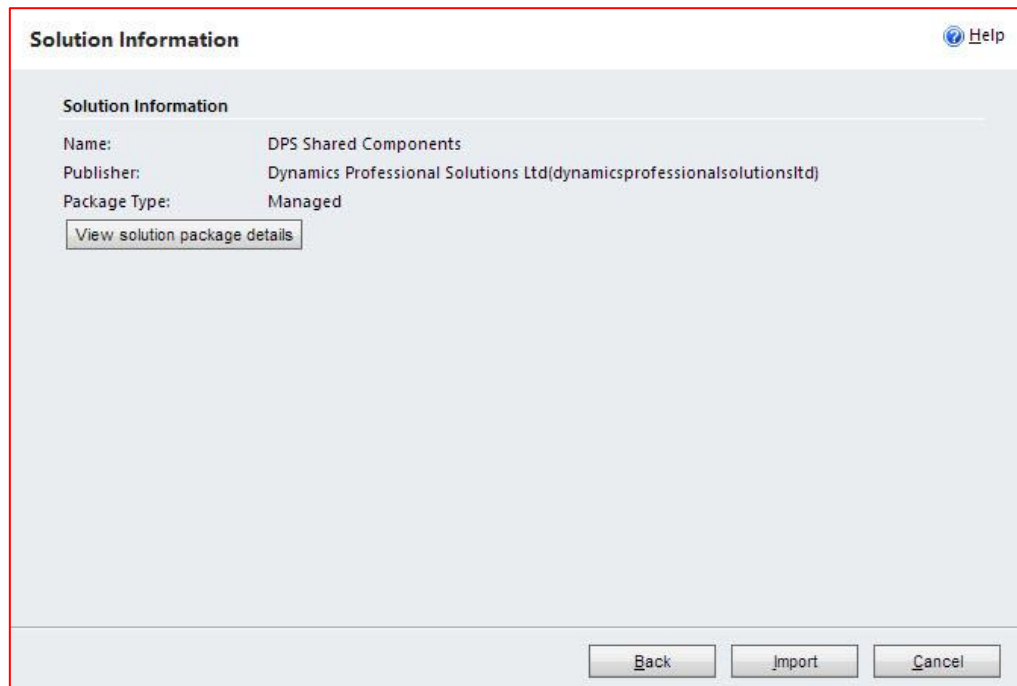 Solution Information
Help
Solution Information
Name: DPS Shared Components
Publisher: Dynamics Professional Solutions Ltd(dynamicsprofessionalsolutionsltd)
Package Type: Managed
View solution package details
Back Import Cancel